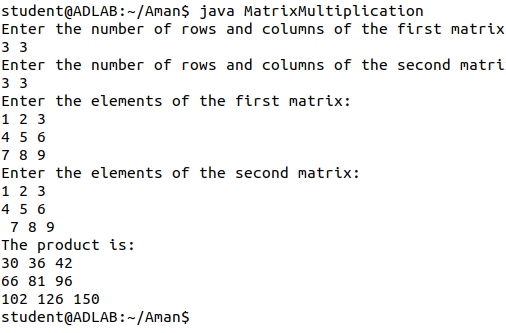 student@ADLAB:~/Aman$ java MatrixMultiplication
Enter the number of rows and columns of the first matrix
3 3
Enter the number of rows and columns of the second matri
3 3
Enter the elements of the first matrix:
1 2 3
4 5 6
7 8 9
Enter the elements of the second matrix:
1 2 3
4 5 6
 7 8 9
The product is:
30 36 42
66 81 96
102 126 150
student@ADLAB:~/Aman$